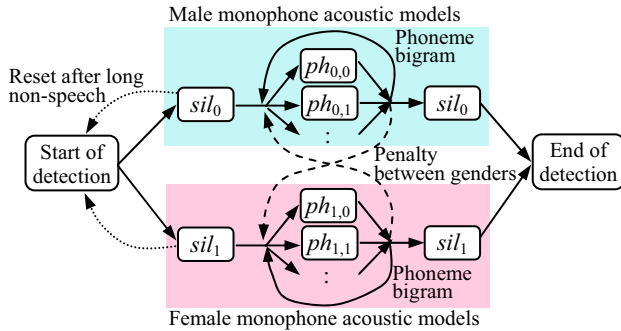 Male monophone acoustic models
Phoneme
bigram
Reset after long
non-speech
sil0
ph0,0
ph0,1
:
sil0
Start of
detection
Penalty
between genders
End of
detection
sil1
ph1,0
ph1,1
:
sil1
Phoneme
bigram
Female monophone acoustic models